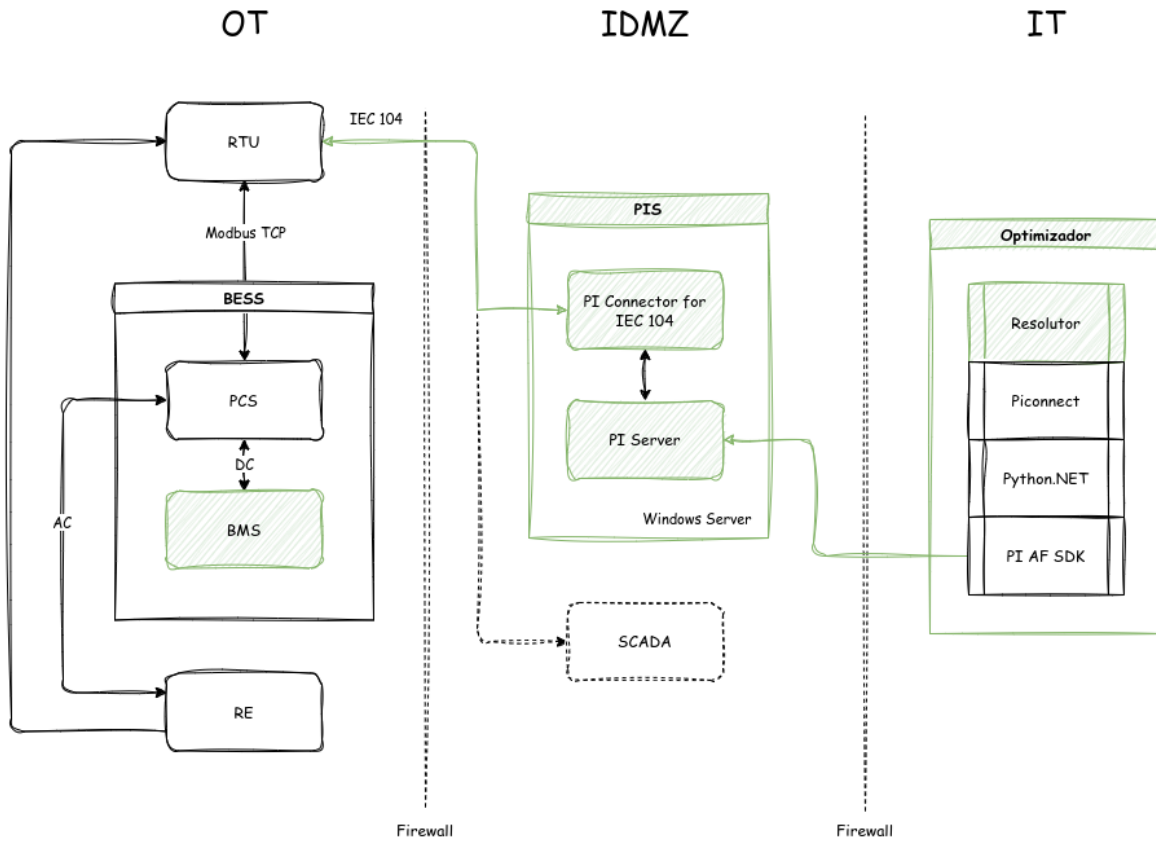 OT
IDMZ
IT
RTU
IEC 104
Modbus TCP
BESS
PCS
DC
BMS
AC
RE
Firewall
PIS
PI Connector for
IEC 104
PI Server
Windows Server
SCADA
Firewall
Optimizador
Resolutor
Piconnect
Python.NET
PI AF SDK